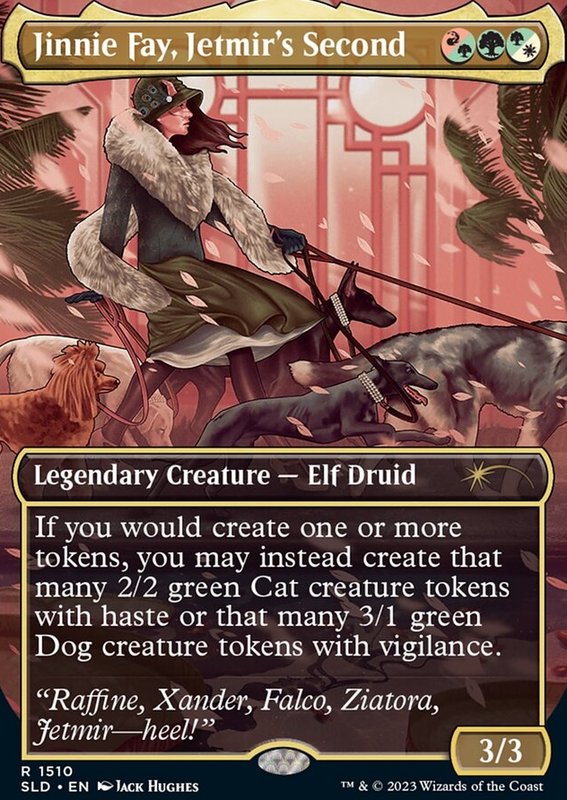 Jinnie Fay, Jetmir's Second
Legendary Creature — Elf Druid
If you would create one or more
tokens, you may instead create that
many 2/2 green Cat creature tokens
with haste or that many 3/1 green
Dog creature tokens with vigilance.
“Raffine, Xander, Falco, Ziatora,
Jetmir—heel!”
3/3
R 1510
SLD • EN Jack Hughes
™ & © 2023 Wizards of the Coast